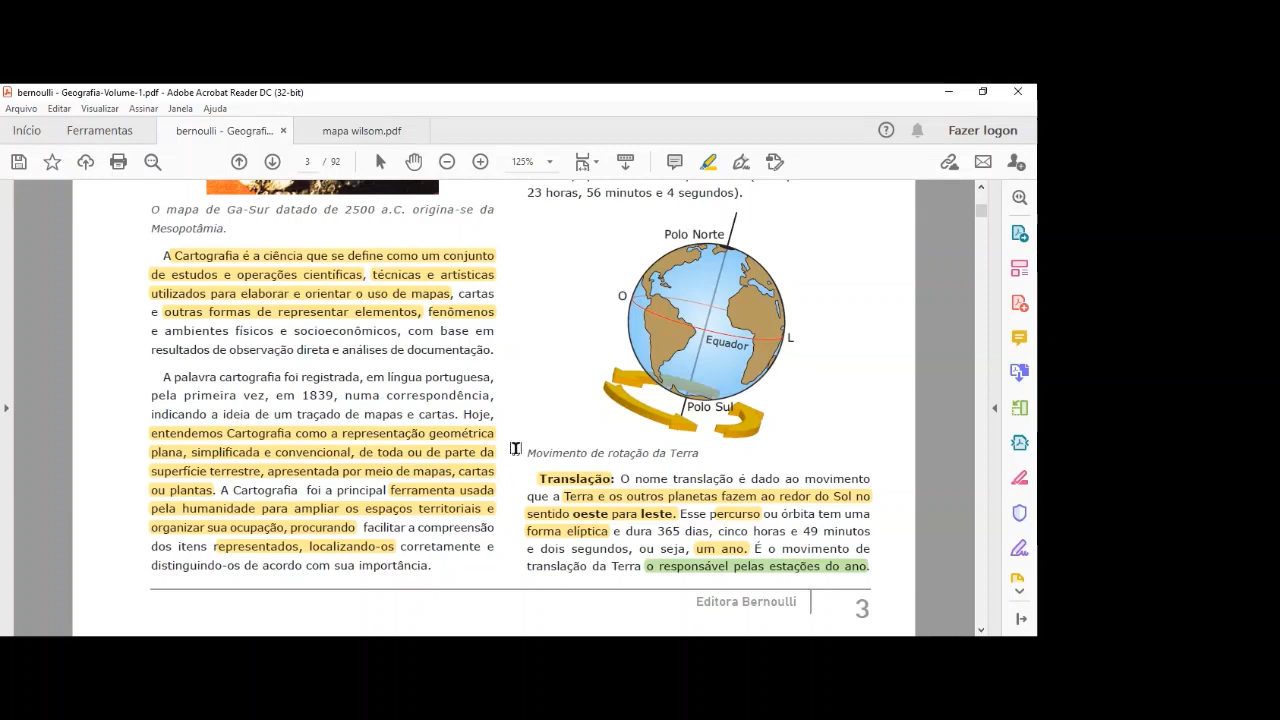 bernoulli - Geografia-Volume-1.pdf - Adobe Acrobat Reader DC (32-bit)
Arquivo Editar Visualizar Assinar Janela Ajuda
Início Ferramentas bernoulli - Geografi... × mapa wilsom.pdf Fazer logon
3 / 92 125%
O mapa de Ga-Sur datado de 2500 a.C. origina-se da
Mesopotâmia.
A Cartografia é a ciência que se define como um conjunto
de estudos e operações científicas, técnicas e artísticas
utilizados para elaborar e orientar o uso de mapas, cartas
e outras formas de representar elementos, fenômenos
e ambientes físicos e socioeconômicos, com base em
resultados de observação direta e análises de documentação.
A palavra cartografia foi registrada, em língua portuguesa,
pela primeira vez, em 1839, numa correspondência,
indicando a ideia de um traçado de mapas e cartas. Hoje,
entendemos Cartografia como a representação geométrica
plana, simplificada e convencional, de toda ou de parte da
superfície terrestre, apresentada por meio de mapas, cartas
ou plantas. A Cartografia foi a principal ferramenta usada
pela humanidade para ampliar os espaços territoriais e
organizar sua ocupação, procurando facilitar a compreensão
dos itens representados, localizando-os corretamente e
distinguindo-os de acordo com sua importância.
23 horas, 56 minutos e 4 segundos).
Polo Norte
O
Equador
L
Polo Sul
Movimento de rotação da Terra
Translação: O nome translação é dado ao movimento
que a Terra e os outros planetas fazem ao redor do Sol no
sentido oeste para leste. Esse percurso ou órbita tem uma
forma elíptica e dura 365 dias, cinco horas e 49 minutos
e dois segundos, ou seja, um ano. É o movimento de
translação da Terra o responsável pelas estações do ano.
Editora Bernoulli 3